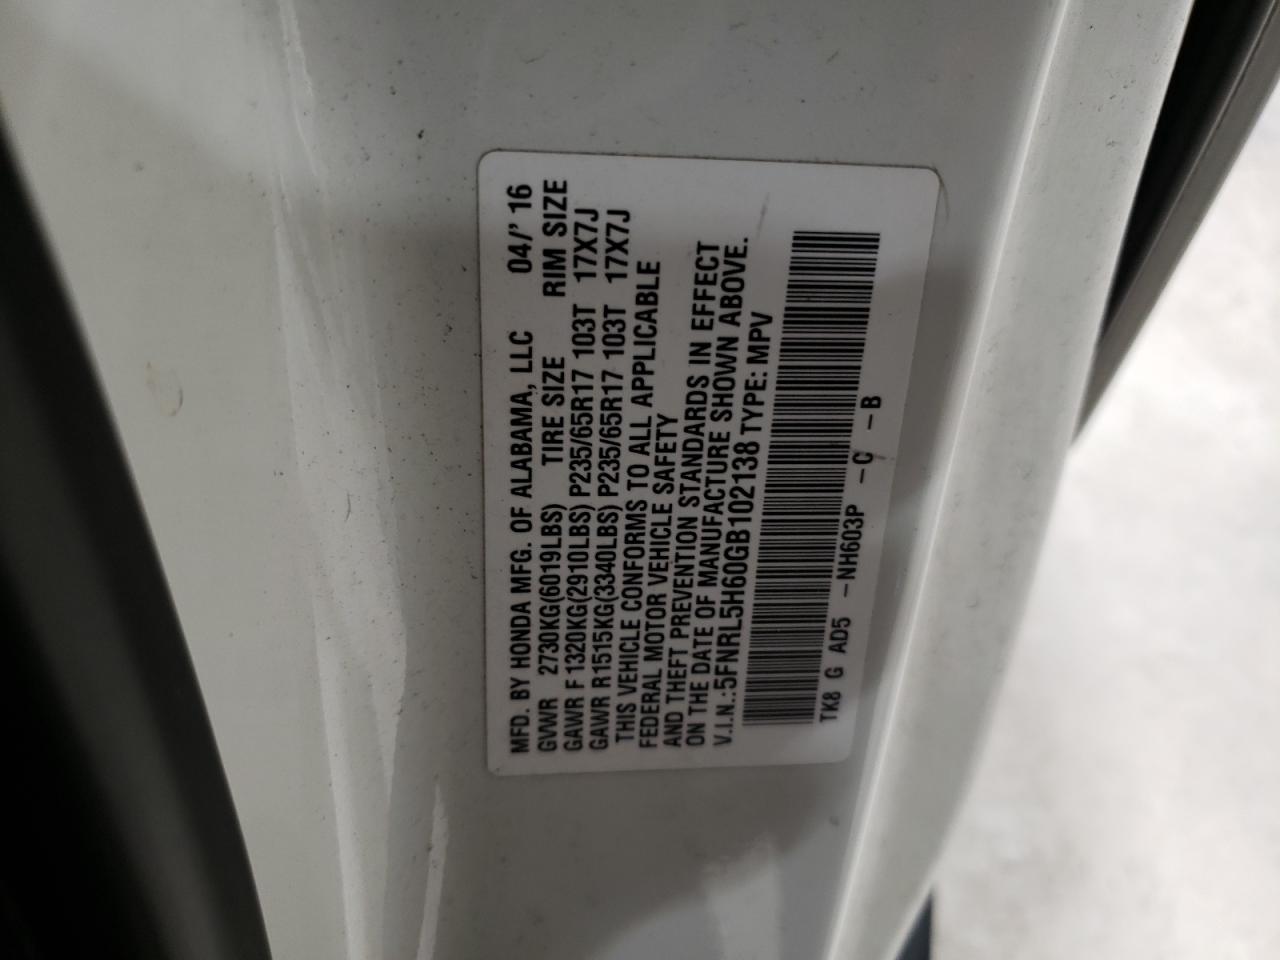 MFD. BY HONDA MFG. OF ALABAMA, LLC 04/'16
GVWR 2730KG(6019LBS) TIRE SIZE RIM SIZE
GAWR F 1320KG(2910LBS) P235/65R17 103T 17X7J
GAWR R 1515KG(3340LBS) P235/65R17 103T 17X7J
THIS VEHICLE CONFORMS TO ALL APPLICABLE
FEDERAL MOTOR VEHICLE SAFETY
AND THEFT PREVENTION STANDARDS IN EFFECT
ON THE DATE OF MANUFACTURE SHOWN ABOVE.
V.I.N.:5FNRL5H60GB102138 TYPE: MPV
TK8 G AD5 -NH603P -C -B